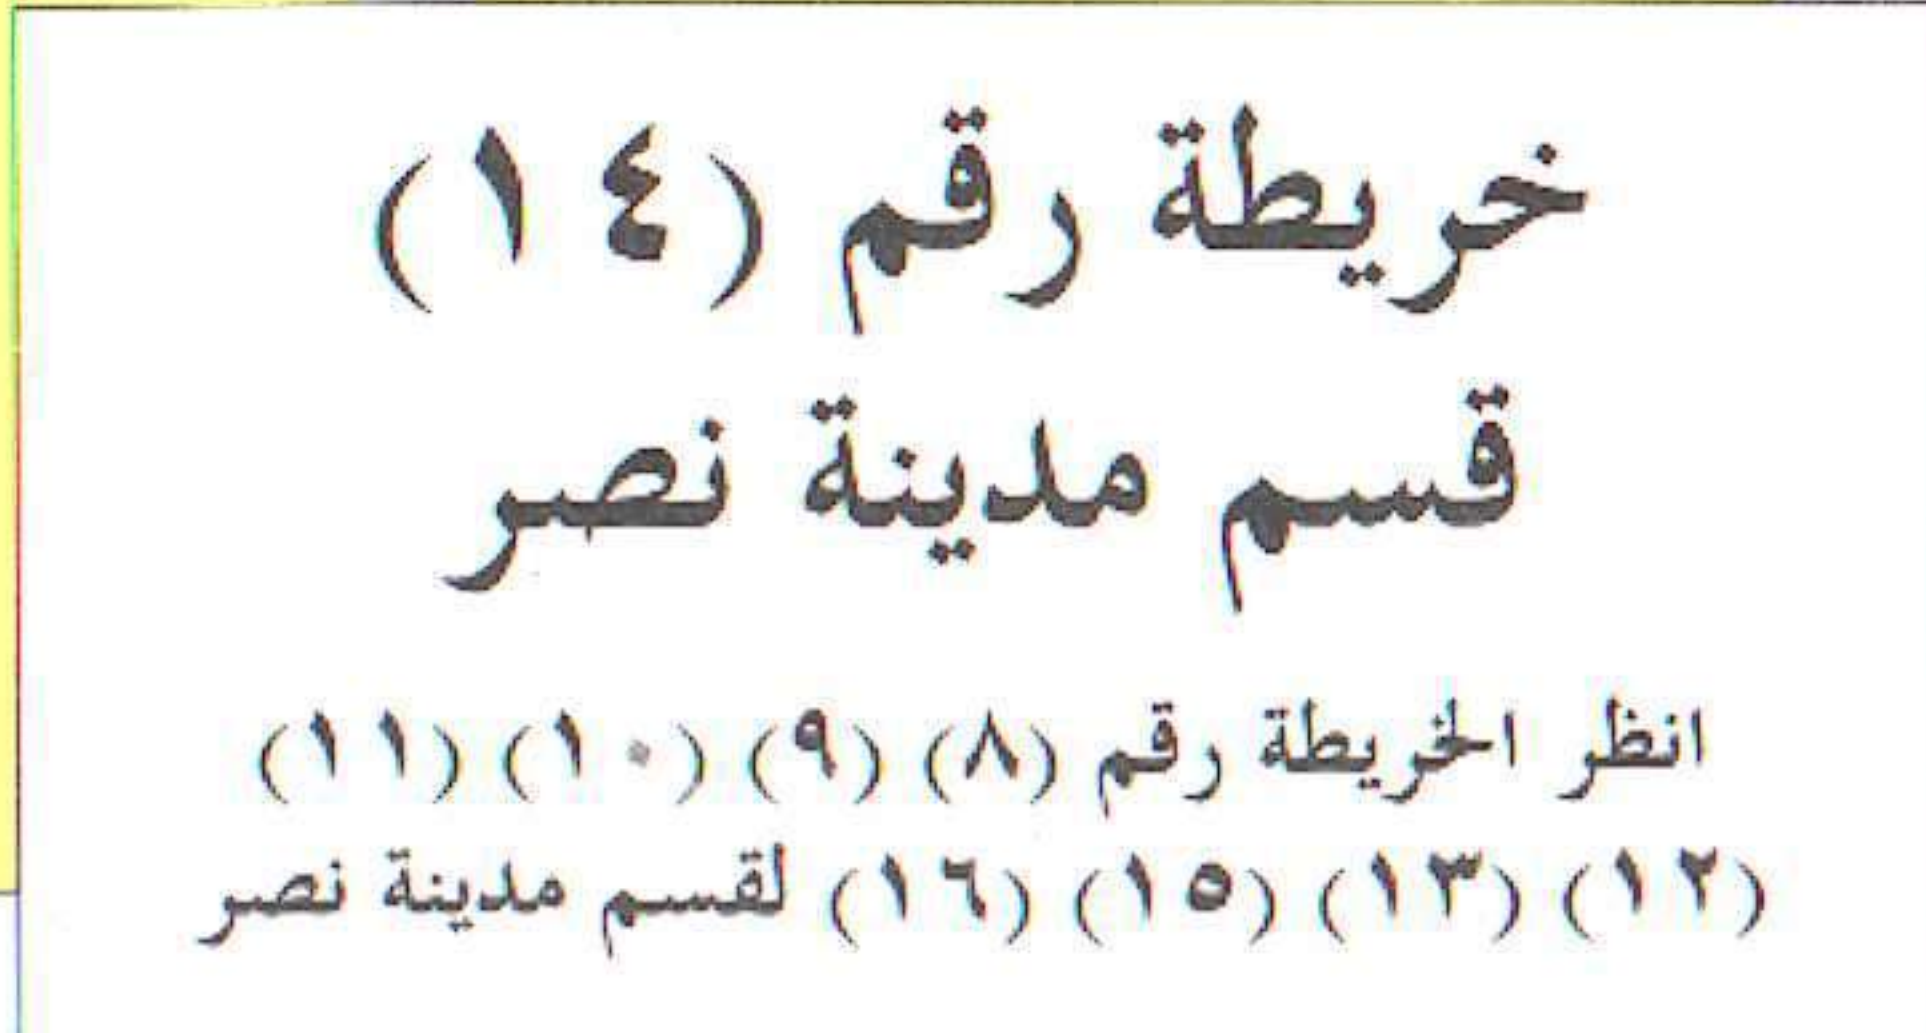 خريطة رقم (١٤)
قسم مدينة نصر
انظر الخريطة رقم (٨) (٩) (١٠) (١١)
(١٢) (١٣) (١٥) (١٦) لقسم مدينة نصر